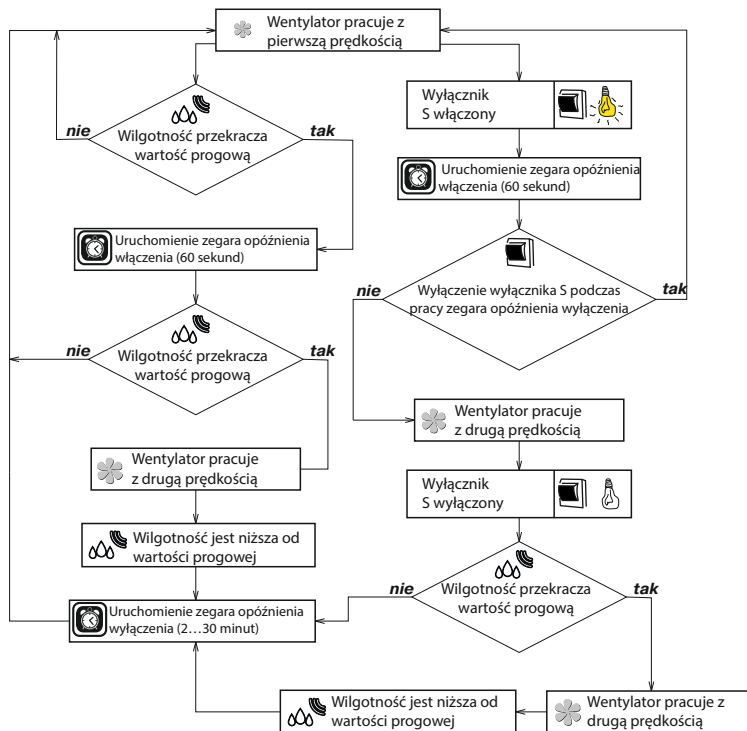 Wentylator pracuje z
pierwszą prędkością
Wyłącznik
S włączony
nie
Wilgotność przekracza
wartość progową
tak
Uruchomienie zegara opóźnienia
włączenia (60 sekund)
Uruchomienie zegara opóźnienia
włączenia (60 sekund)
nie
Wyłączenie wyłącznika S podczas
pracy zegara opóźnienia wyłączenia
tak
nie
Wilgotność przekracza
wartość progową
tak
Wentylator pracuje
z drugą prędkością
Wentylator pracuje
z drugą prędkością
Wyłącznik
S wyłączony
Wilgotność jest niższa od
wartości progowej
nie
Wilgotność przekracza
wartość progową
tak
Uruchomienie zegara opóźnienia
wyłączenia (2...30 minut)
Wilgotność jest niższa od
wartości progowej
Wentylator pracuje z
drugą prędkością